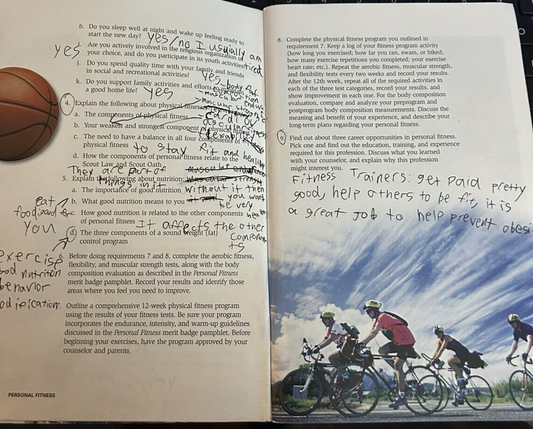 h. Do you sleep well at night and wake up feeling ready
to start the new day? yes/no I usually am
tired.
yes Are you actively involved in the religious organization of
your choice, and do you participate in its youth activities?
j. Do you spend quality time with your family and friends
in social and recreational activities? Yes,
k. Do you support family activities and efforts to maintain
a good home life? yes
4. Explain the following about physical
a. The components of physical fitness
b. Your weakest and strongest component of physical
c. The need to have a balance in all four components of
physical fitness to stay fit and healthy
d. How the components of personal fitness relate to the
Scout Law and Scout Oath
They are part of
things in it
5. Explain the following about nutrition:
a. The importance of good nutrition without it then
you wont
be very
healthy
b. What good nutrition means to you
eat
good food for
you
c. How good nutrition is related to the other components
of personal fitness It affects the other
components
d. The three components of a sound weight (fat)
control program
exercise
good nutrition
behavior
modification
Before doing requirements 7 and 8, complete the aerobic fitness,
flexibility, and muscular strength tests, along with the
body composition evaluation as described in the Personal Fitness
merit badge pamphlet. Record your results and identify those
areas where you feel you need to improve.
Outline a comprehensive 12-week physical fitness program
using the results of your fitness tests. Be sure your program
incorporates the endurance, intensity, and warm-up guidelines
discussed in the Personal Fitness merit badge pamphlet. Before
beginning your exercises, have the program approved by your
counselor and parents.
PERSONAL FITNESS
8. Complete the physical fitness program you outlined in
requirement 7. Keep a log of your fitness program activity
(how long you exercised; how far you ran, swam, or biked;
how many exercise repetitions you completed; your exercise
heart rate; etc.). Repeat the aerobic fitness, muscular strength,
and flexibility tests every two weeks and record your results.
After the 12th week, repeat all of the required activities in
each of the three test categories, record your results, and
show improvement in each one. For the body composition
evaluation, compare and analyze your preprogram and
postprogram body composition measurements. Discuss the
meaning and benefit of your experience, and describe your
long-term plans regarding your personal fitness.
9. Find out about three career opportunities in personal fitness.
Pick one and find out the education, training, and experience
required for this profession. Discuss what you learned
with your counselor, and explain why this profession
might interest you.
Fitness Trainers: get paid pretty
good, help others to be fit, it is
a great job to help prevent obesi